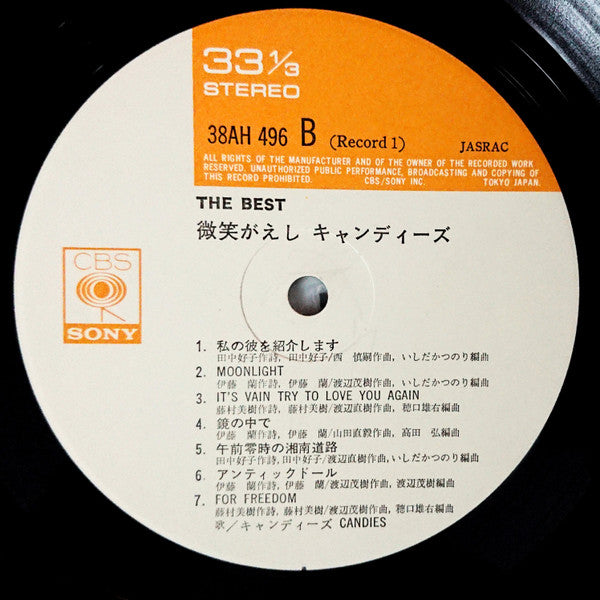 33 1/3
STEREO
38AH 496 B (Record 1) JASRAC
ALL RIGHTS OF THE MANUFACTURER AND OF THE OWNER OF THE RECORDED WORK
RESERVED. UNAUTHORIZED PUBLIC PERFORMANCE, BROADCASTING AND COPYING OF
THIS RECORD PROHIBITED. CBS/SONY INC. TOKYO JAPAN.
THE BEST
微笑がえし キャンディーズ
CBS
SONY
1. 私の彼を紹介します
田中好子作詩, 田中好子/西 慎嗣作曲, いしだかつのり編曲
2. MOONLIGHT
伊藤 蘭作詩, 伊藤 蘭/渡辺茂樹作曲, いしだかつのり編曲
3. IT'S VAIN TRY TO LOVE YOU AGAIN
藤村美樹作詩, 藤村美樹/渡辺直樹作曲, 穂口雄右編曲
4. 鏡の中で
伊藤 蘭作詩, 伊藤 蘭/山田直毅作曲, 高田 弘編曲
5. 午前零時の湘南道路
田中好子作詩, 田中好子/渡辺直樹作曲, いしだかつのり編曲
6. アンティックドール
伊藤 蘭作詩, 伊藤 蘭/渡辺茂樹作曲, 渡辺茂樹編曲
7. FOR FREEDOM
藤村美樹作詩, 藤村美樹/渡辺茂樹作曲, 穂口雄右編曲
歌/キャンディーズ CANDIES